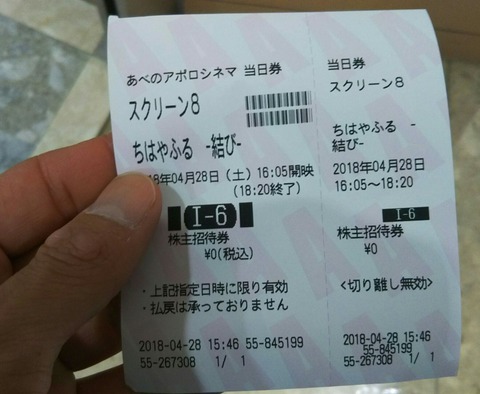 あべのアポロシネマ 当日券
スクリーン8
ちはやふる -結び-
18年04月28日(土)16:05開映
(18:20終了)
I-6
株主招待券
¥0(税込)
・上記指定日時に限り有効
・払戻は承っておりません
2018-04-28 15:46 55-845199
55-267308 1/ 1
当日券
スクリーン8
ちはやふる -
結び-
2018年04月28日
16:05～18:20
I-6
株主招待券
¥0
<切り離し無効>
2018-04-28 15:46
55-845199
55-267308 1/ 1